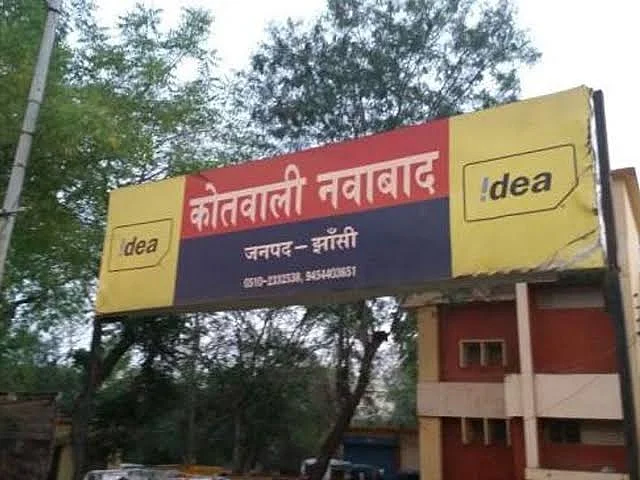 कोतवाली नवाबाद
!dea
!dea
जनपद – झाँसी
0510-2332538, 9454403651